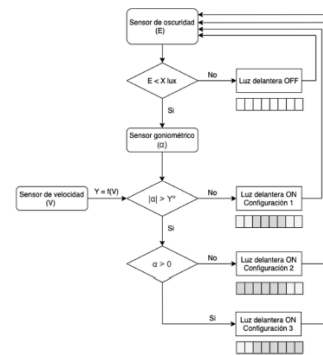 Sensor de oscuridad
(E)
E < X lux
No
Luz delantera OFF
Si
Sensor goniométrico
(α)
Sensor de velocidad
(V)
Y = f(V)
|α| > Y°
No
Luz delantera ON
Configuración 1
Si
α > 0
No
Luz delantera ON
Configuración 2
Si
Luz delantera ON
Configuración 3